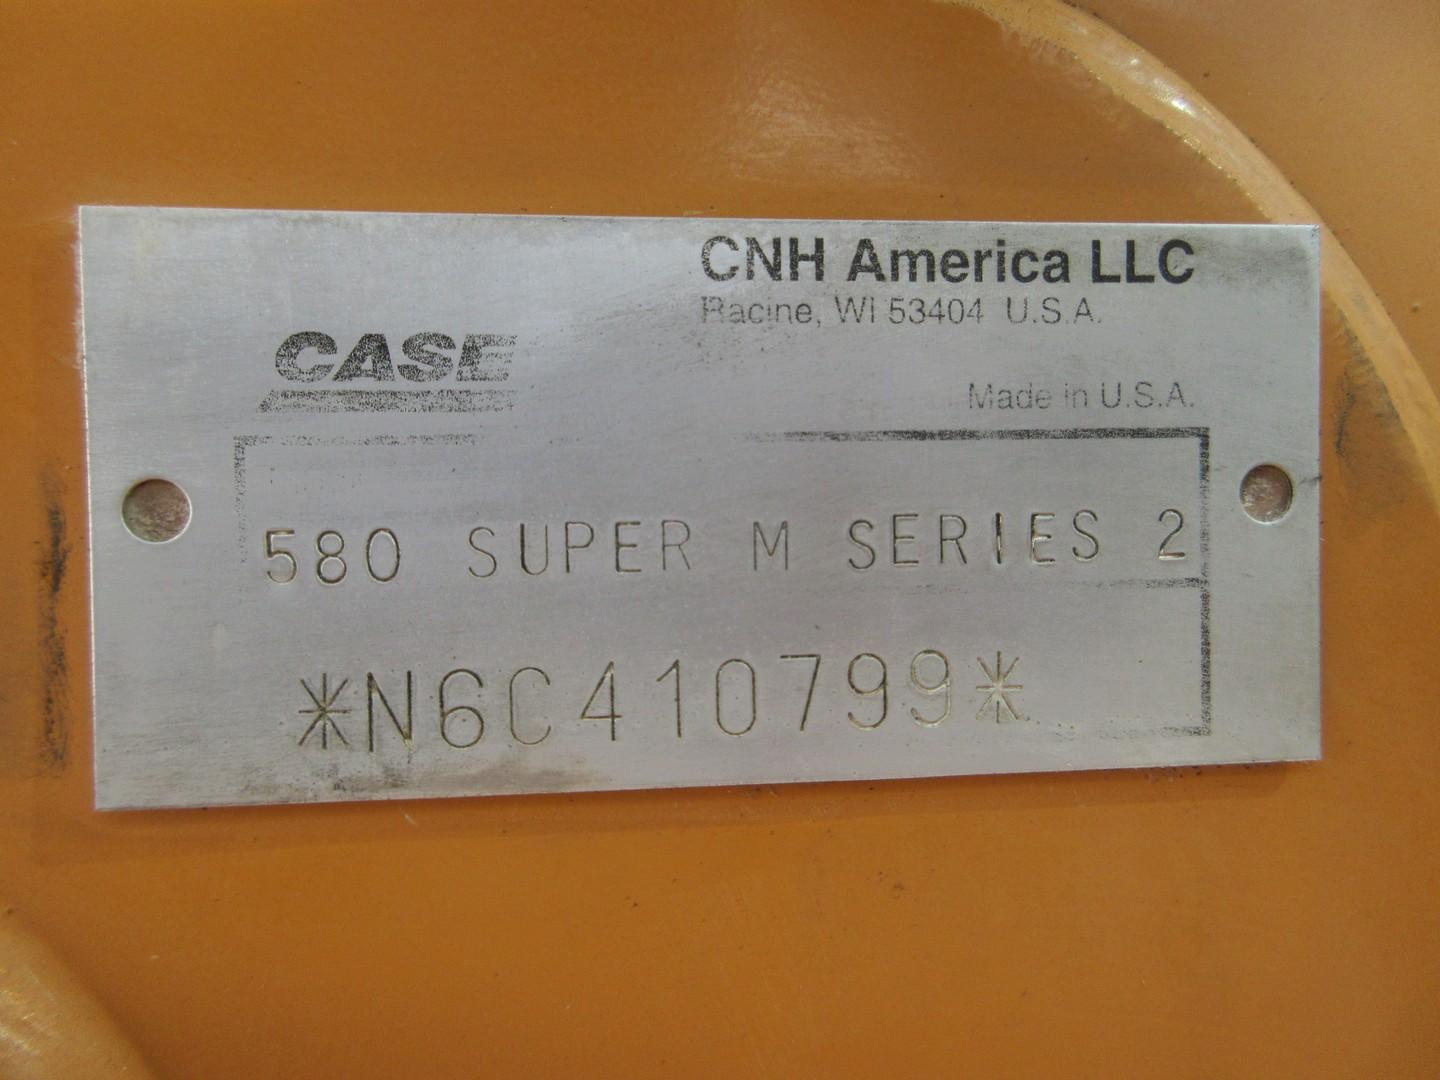 CNH America LLC
Racine, WI 53404 U.S.A.
CASE
Made in U.S.A.
580 SUPER M SERIES 2
*N6C410799*